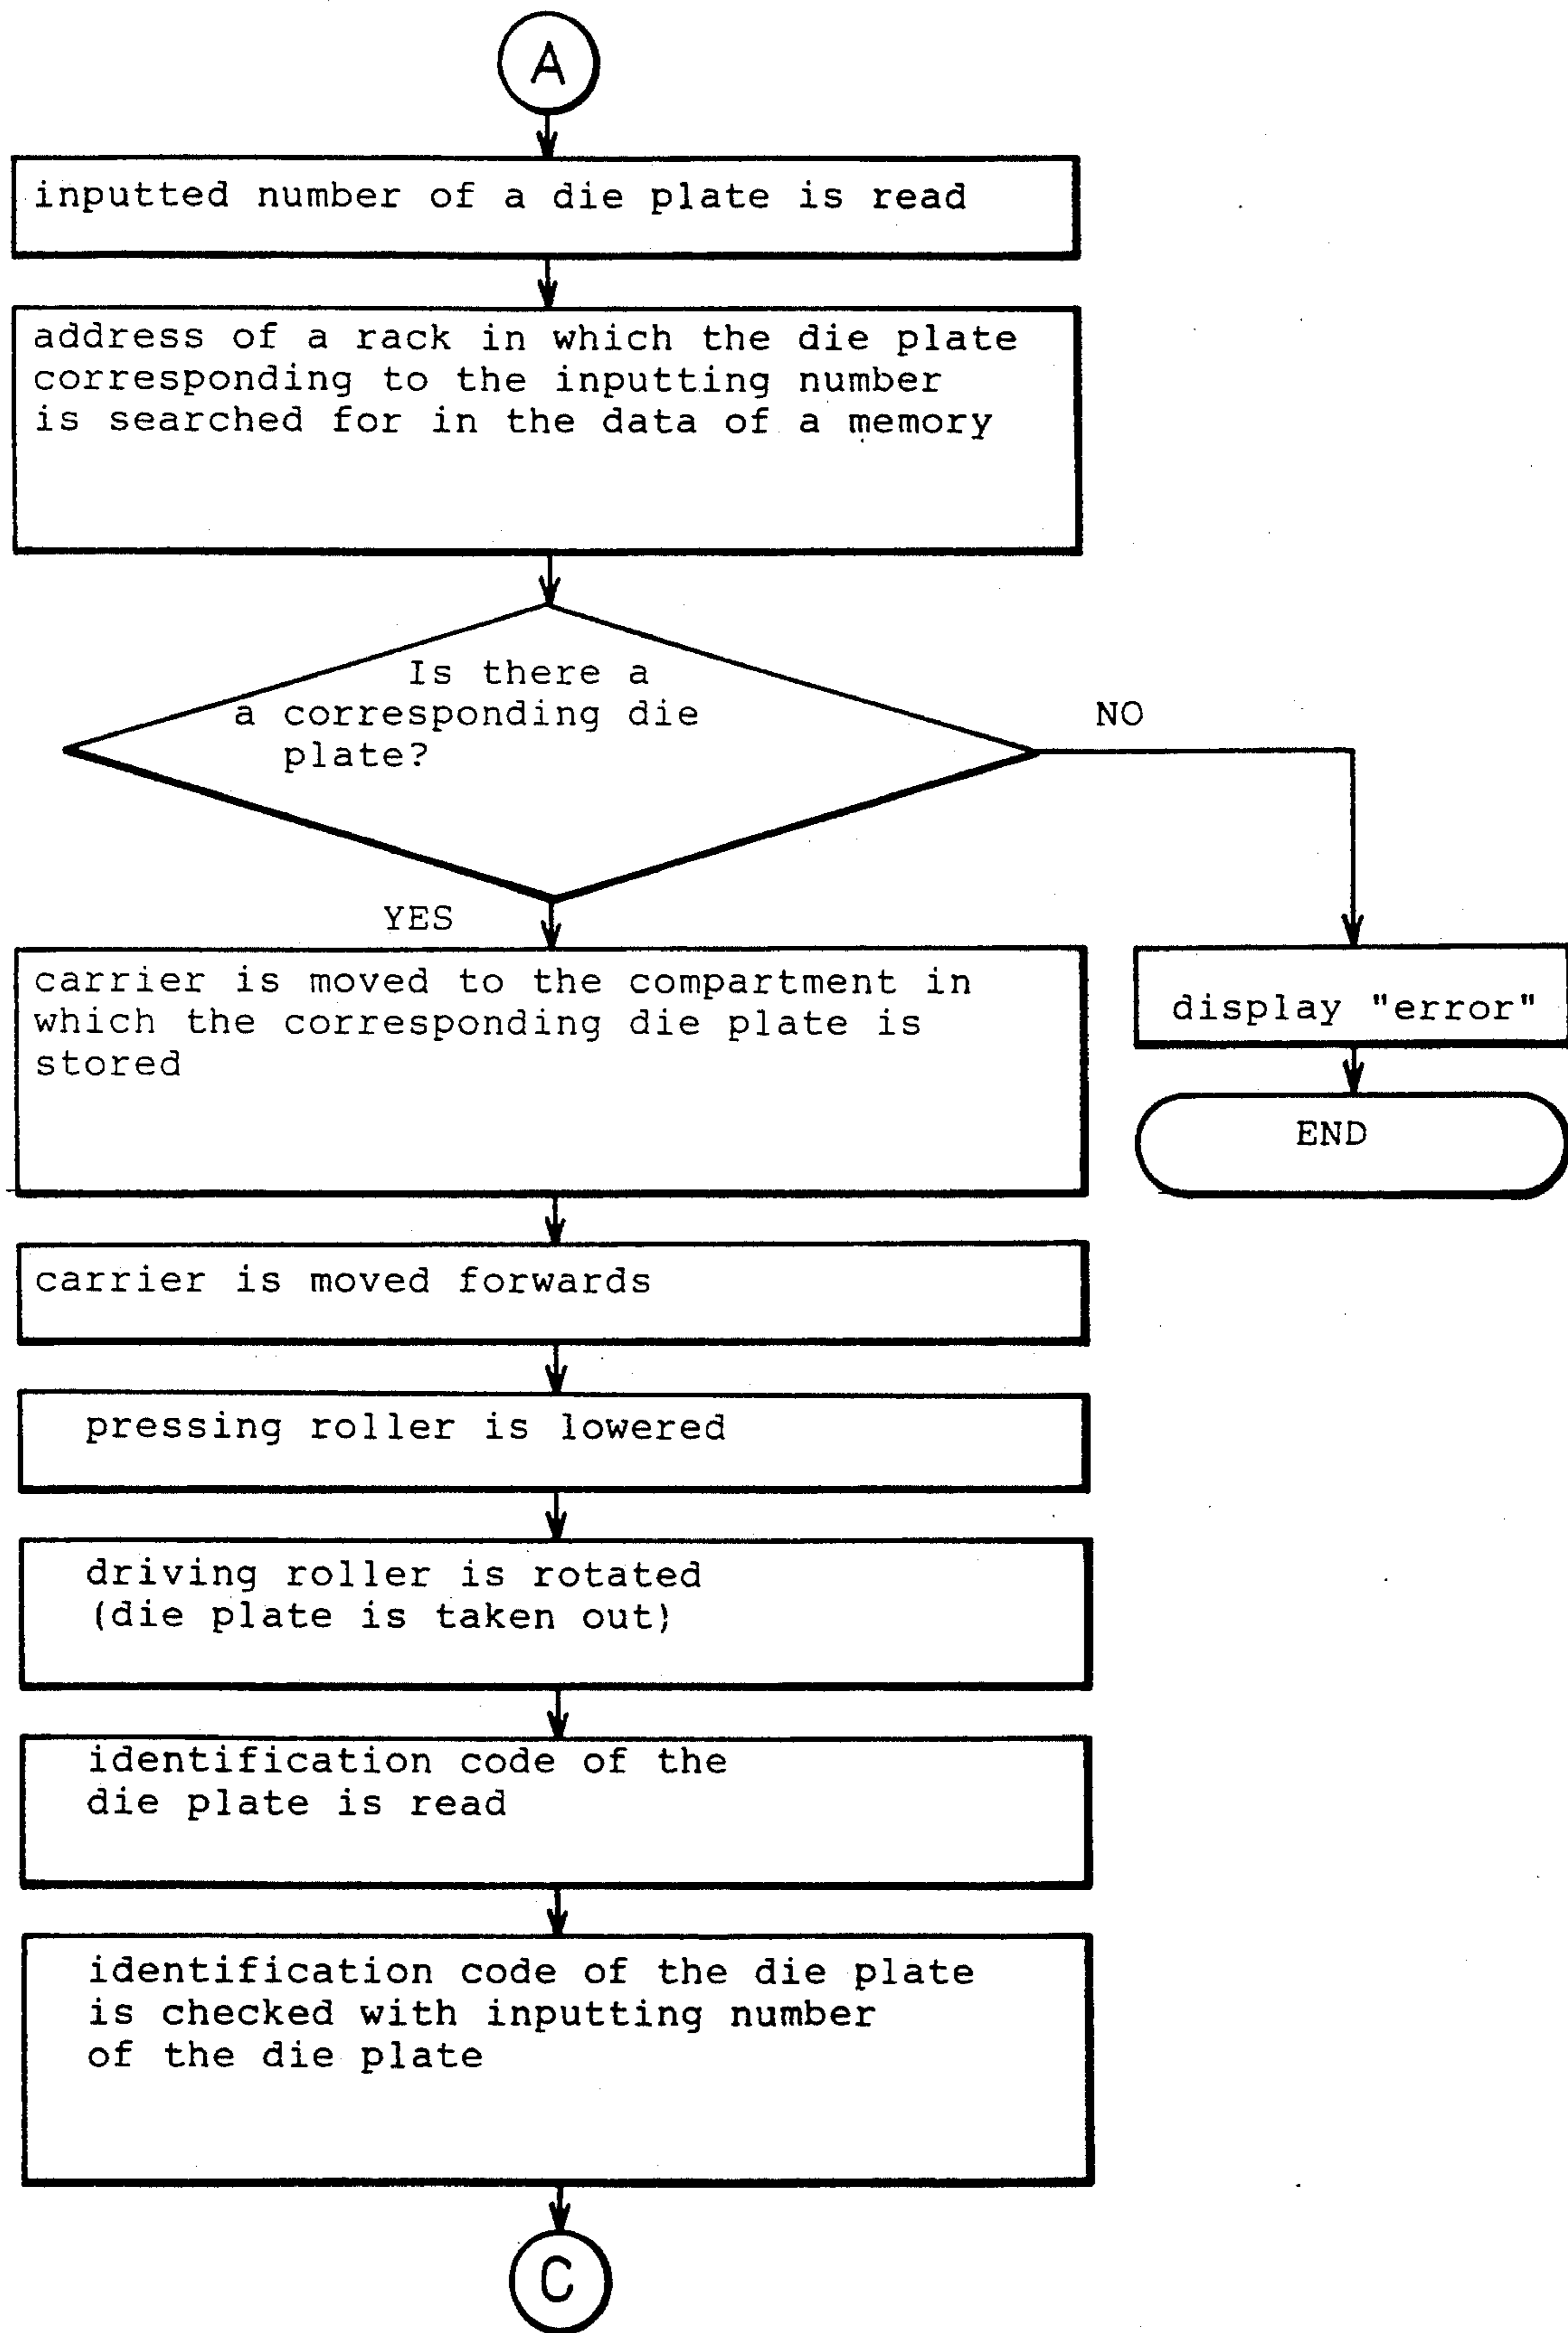 A
inputted number of a die plate is read
address of a rack in which the die plate
corresponding to the inputting number
is searched for in the data of a memory
Is there a
a corresponding die
plate?
NO
YES
carrier is moved to the compartment in
which the corresponding die plate is
stored
display "error"
END
carrier is moved forwards
pressing roller is lowered
driving roller is rotated
(die plate is taken out)
identification code of the
die plate is read
identification code of the die plate
is checked with inputting number
of the die plate
C